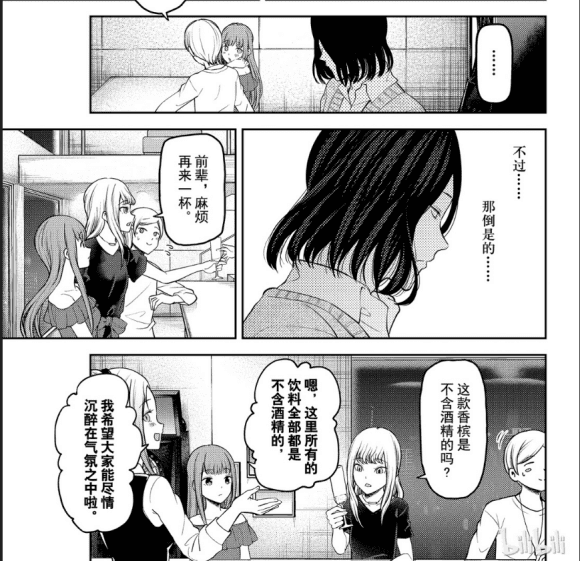 ……
不过……
那倒是的……
前辈，麻烦
再来一杯。
这款香槟是
不含酒精的吗？
嗯，这里所有的
饮料全部都是
不含酒精的，
我希望大家能尽情
沉醉在气氛之中啦。
bilibili